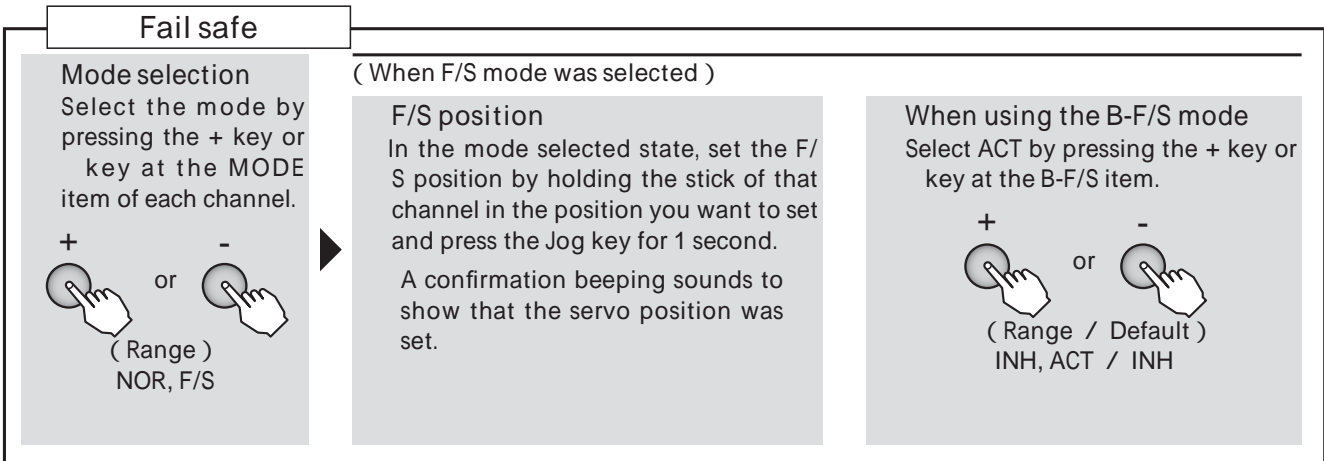 Fail safe
Mode selection
Select the mode by
pressing the + key or
key at the MODE
item of each channel.
+ -
or
( Range )
NOR, F/S
( When F/S mode was selected )
F/S position
In the mode selected state, set the F/
S position by holding the stick of that
channel in the position you want to set
and press the Jog key for 1 second.
A confirmation beeping sounds to
show that the servo position was
set.
When using the B-F/S mode
Select ACT by pressing the + key or
key at the B-F/S item.
+ -
or
( Range / Default )
INH, ACT / INH